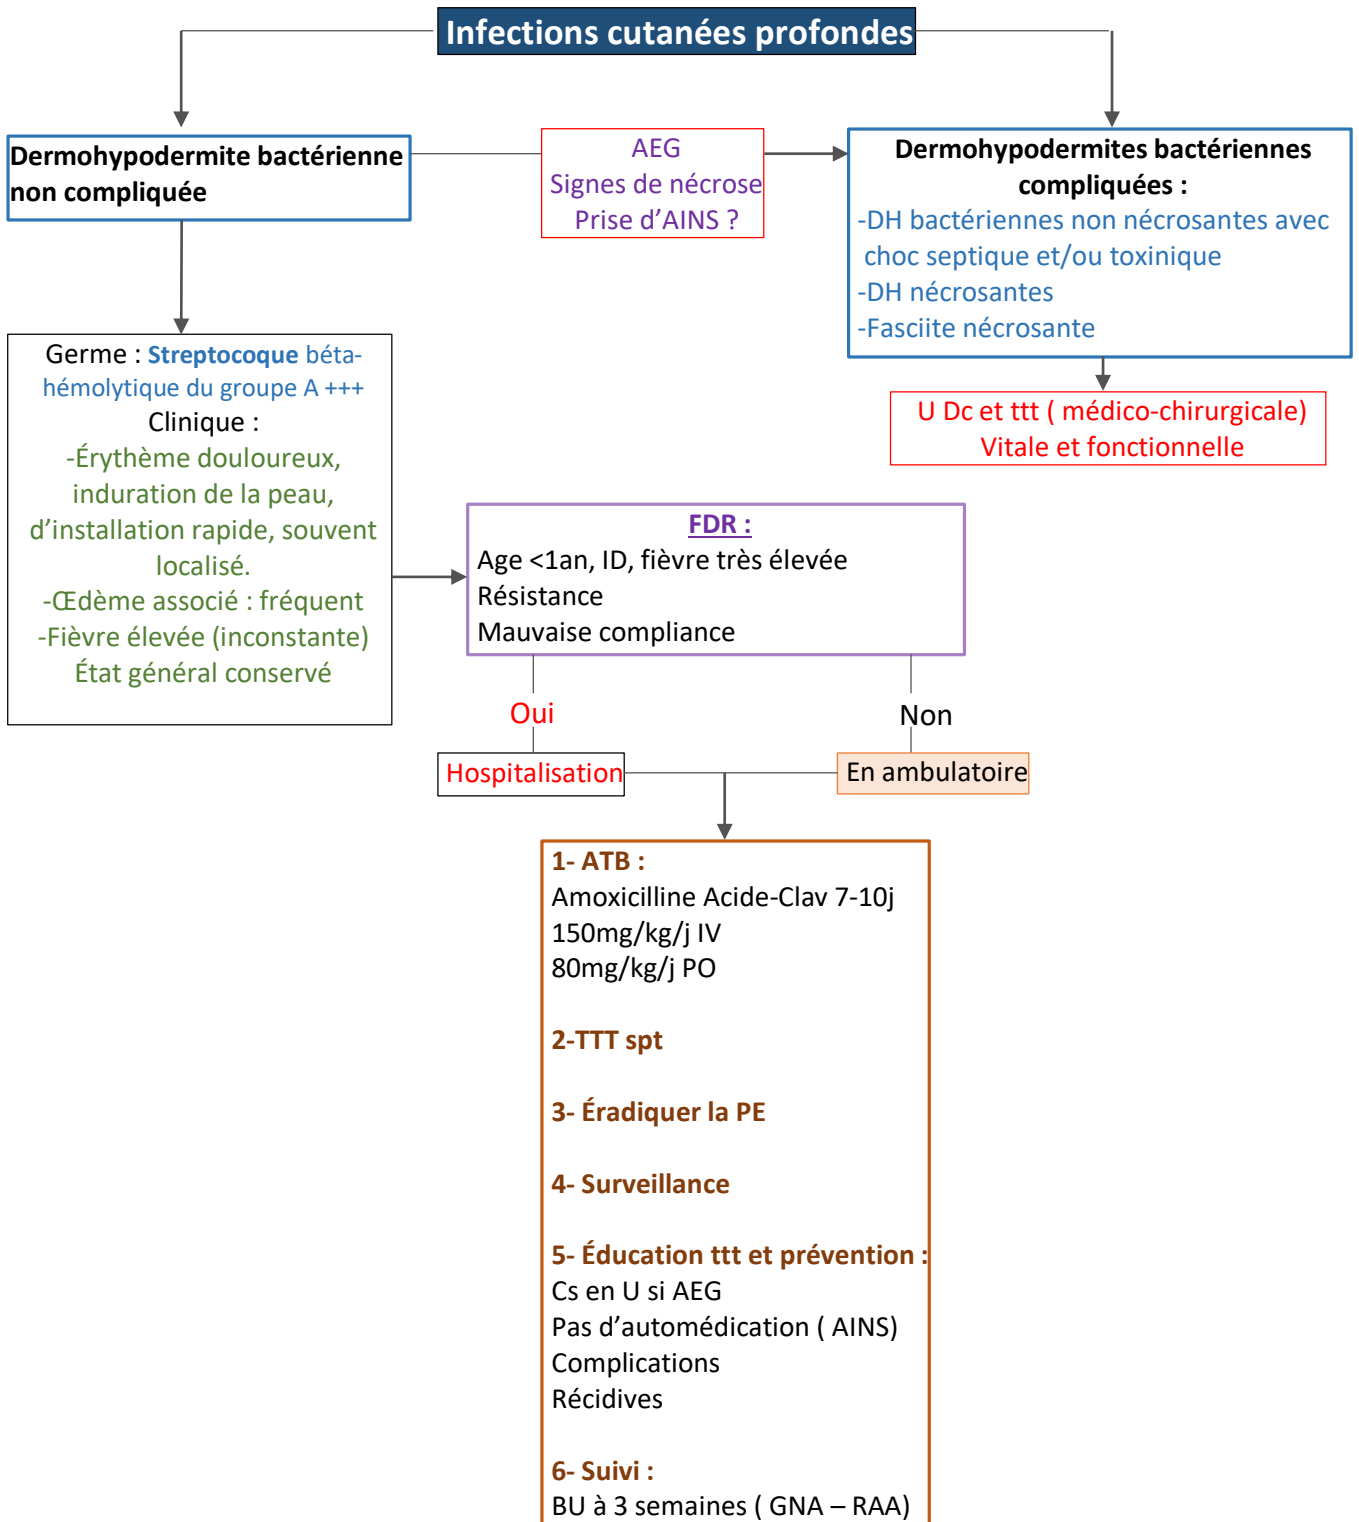 Infections cutanées profondes
Dermohypodermite bactérienne
non compliquée
AEG
Signes de nécrose
Prise d’AINS ?
Dermohypodermites bactériennes
compliquées :
-DH bactériennes non nécrosantes avec
choc septique et/ou toxinique
-DH nécrosantes
-Fasciite nécrosante
U Dc et ttt ( médico-chirurgicale)
Vitale et fonctionnelle
Germe : Streptocoque béta-
hémolytique du groupe A +++
Clinique :
-Érythème douloureux,
induration de la peau,
d’installation rapide, souvent
localisé.
-Œdème associé : fréquent
-Fièvre élevée (inconstante)
État général conservé
FDR :
Age <1an, ID, fièvre très élevée
Résistance
Mauvaise compliance
Oui
Non
Hospitalisation
En ambulatoire
1- ATB :
Amoxicilline Acide-Clav 7-10j
150mg/kg/j IV
80mg/kg/j PO
2-TTT spt
3- Éradiquer la PE
4- Surveillance
5- Éducation ttt et prévention :
Cs en U si AEG
Pas d’automédication ( AINS)
Complications
Récidives
6- Suivi :
BU à 3 semaines ( GNA – RAA)